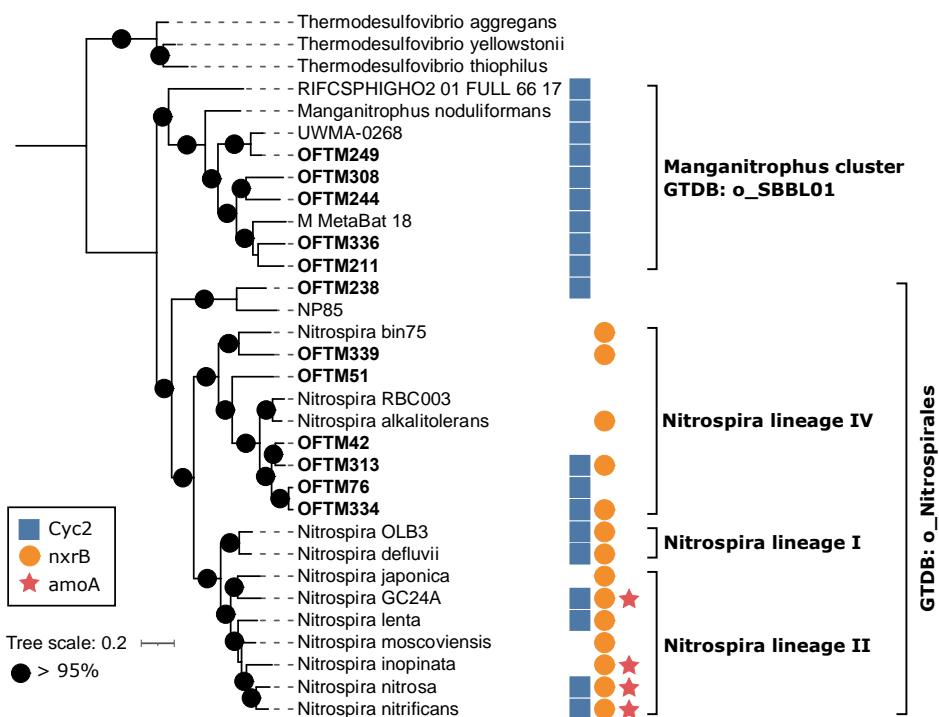 Thermodesulfovibrio aggregans
Thermodesulfovibrio yellowstonii
Thermodesulfovibrio thiophilus
RIFCSPHIGHO2 01 FULL 66 17
Manganitrophus noduliformans
UWMA-0268
OFTM249
OFTM308
OFTM244
M MetaBat 18
OFTM336
OFTM211
OFTM238
NP85
Nitrospira bin75
OFTM339
OFTM51
Nitrospira RBC003
Nitrospira alkalitolerans
OFTM42
OFTM313
OFTM76
OFTM334
Nitrospira OLB3
Nitrospira defluvii
Nitrospira japonica
Nitrospira GC24A
Nitrospira lenta
Nitrospira moscoviensis
Nitrospira inopinata
Nitrospira nitrosa
Nitrospira nitrificans
Manganitrophus cluster
GTDB: o_SBBL01
Nitrospira lineage IV
Nitrospira lineage I
Nitrospira lineage II
GTDB: o_Nitrospirales
Cyc2
nxrB
amoA
Tree scale: 0.2
> 95%